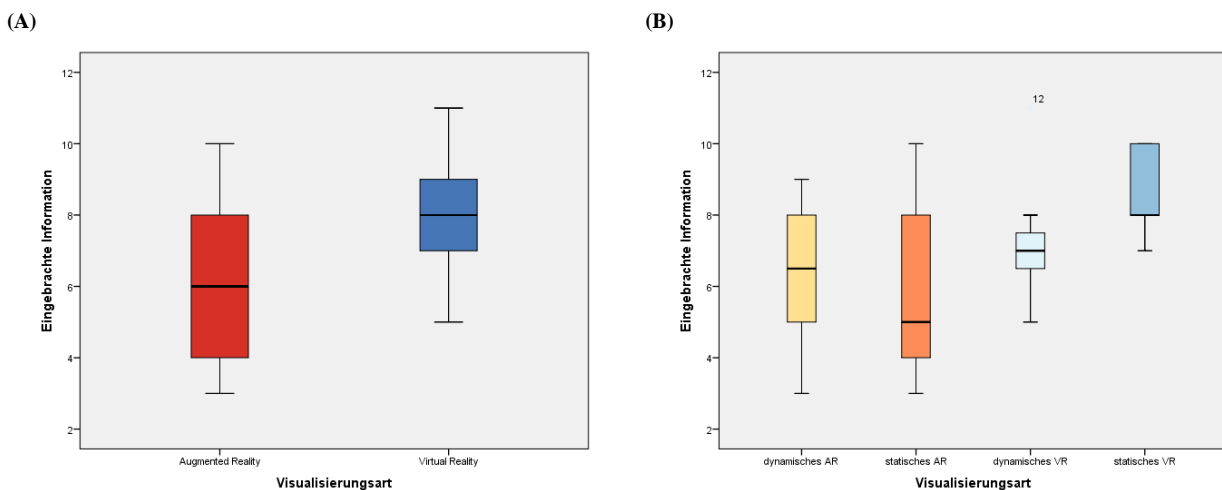 (A)
12
10
8
6
4
2
Eingebrachte Information
Augmented Reality
Virtual Reality
Visualisierungsart
(B)
12
10
8
6
4
2
Eingebrachte Information
12
dynamisches AR
statisches AR
dynamisches VR
statisches VR
Visualisierungsart